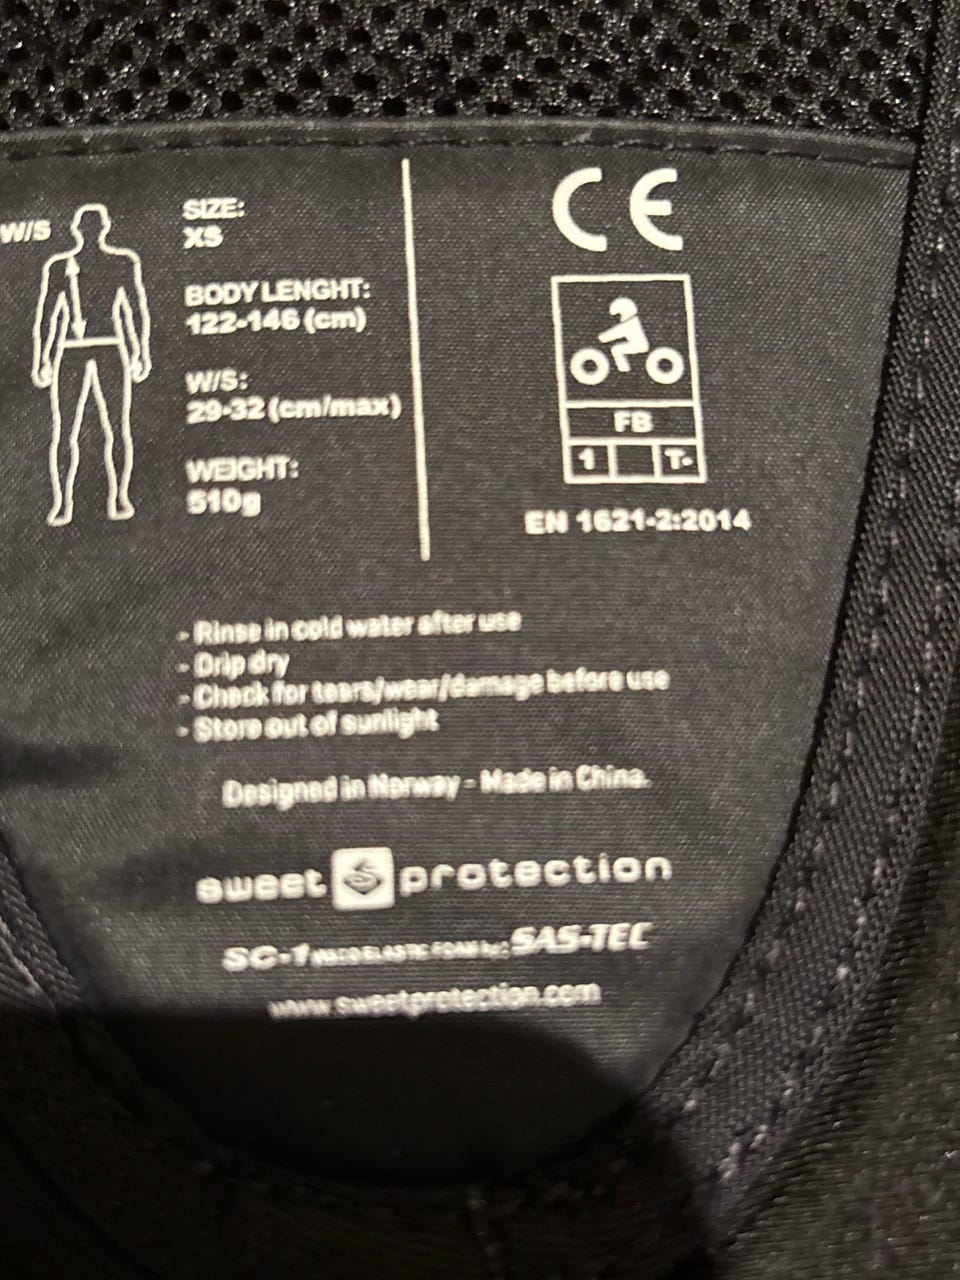 W/S
SIZE:
XS
BODY LENGHT:
122-146 (cm)
W/S:
29-32 (cm/max)
WEIGHT:
510g
CE
FB
1 T-
EN 1621-2:2014
- Rinse in cold water after use
- Drip dry
- Check for tears/wear/damage before use
- Store out of sunlight
Designed in Norway - Made in China.
sweet protection
SC-1 SAS-TEC
www.sweetprotection.com